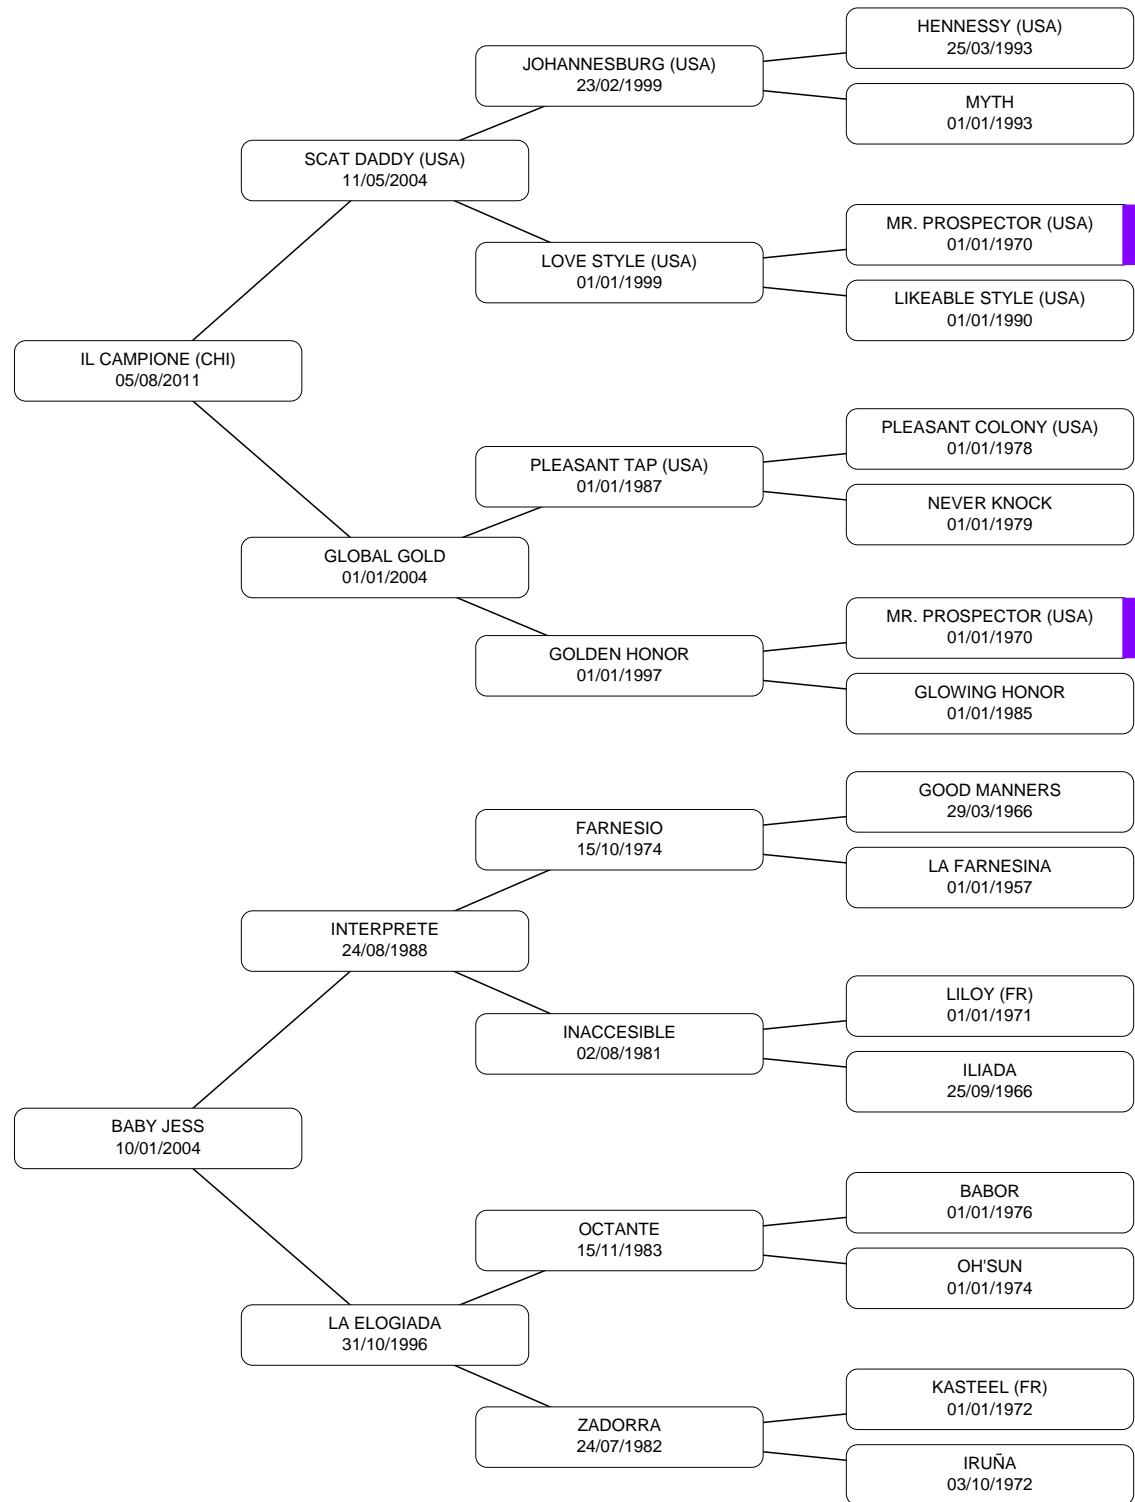 HENNESSY (USA)
25/03/1993
JOHANNESBURG (USA)
23/02/1999
MYTH
01/01/1993
SCAT DADDY (USA)
11/05/2004
MR. PROSPECTOR (USA)
01/01/1970
LOVE STYLE (USA)
01/01/1999
LIKEABLE STYLE (USA)
01/01/1990
IL CAMPIONE (CHI)
05/08/2011
PLEASANT COLONY (USA)
01/01/1978
PLEASANT TAP (USA)
01/01/1987
NEVER KNOCK
01/01/1979
GLOBAL GOLD
01/01/2004
MR. PROSPECTOR (USA)
01/01/1970
GOLDEN HONOR
01/01/1997
GLOWING HONOR
01/01/1985
GOOD MANNERS
29/03/1966
FARNESIO
15/10/1974
LA FARNESINA
01/01/1957
INTERPRETE
24/08/1988
LILOY (FR)
01/01/1971
INACCESIBLE
02/08/1981
ILIADA
25/09/1966
BABY JESS
10/01/2004
BABOR
01/01/1976
OCTANTE
15/11/1983
OH'SUN
01/01/1974
LA ELOGIADA
31/10/1996
KASTEEL (FR)
01/01/1972
ZADORRA
24/07/1982
IRUÑA
03/10/1972